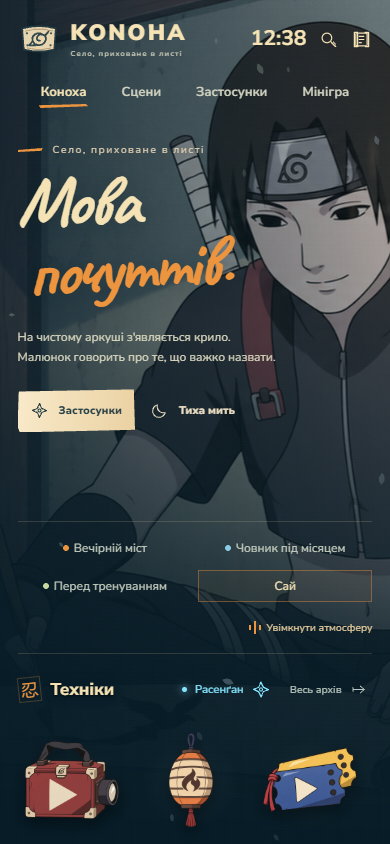 KONOHA
Село, приховане в листі
12:38
Коноха Сцени Застосунки Мінігра
Село, приховане в листі
Мова
почуттів.
На чистому аркуші з'являється крило.
Малюнок говорить про те, що важко назвати.
Застосунки Тиха мить
Вечірній міст Човник під місяцем
Перед тренуванням Сай
Увімкнути атмосферу
忍 Техніки Расенґан Весь архів